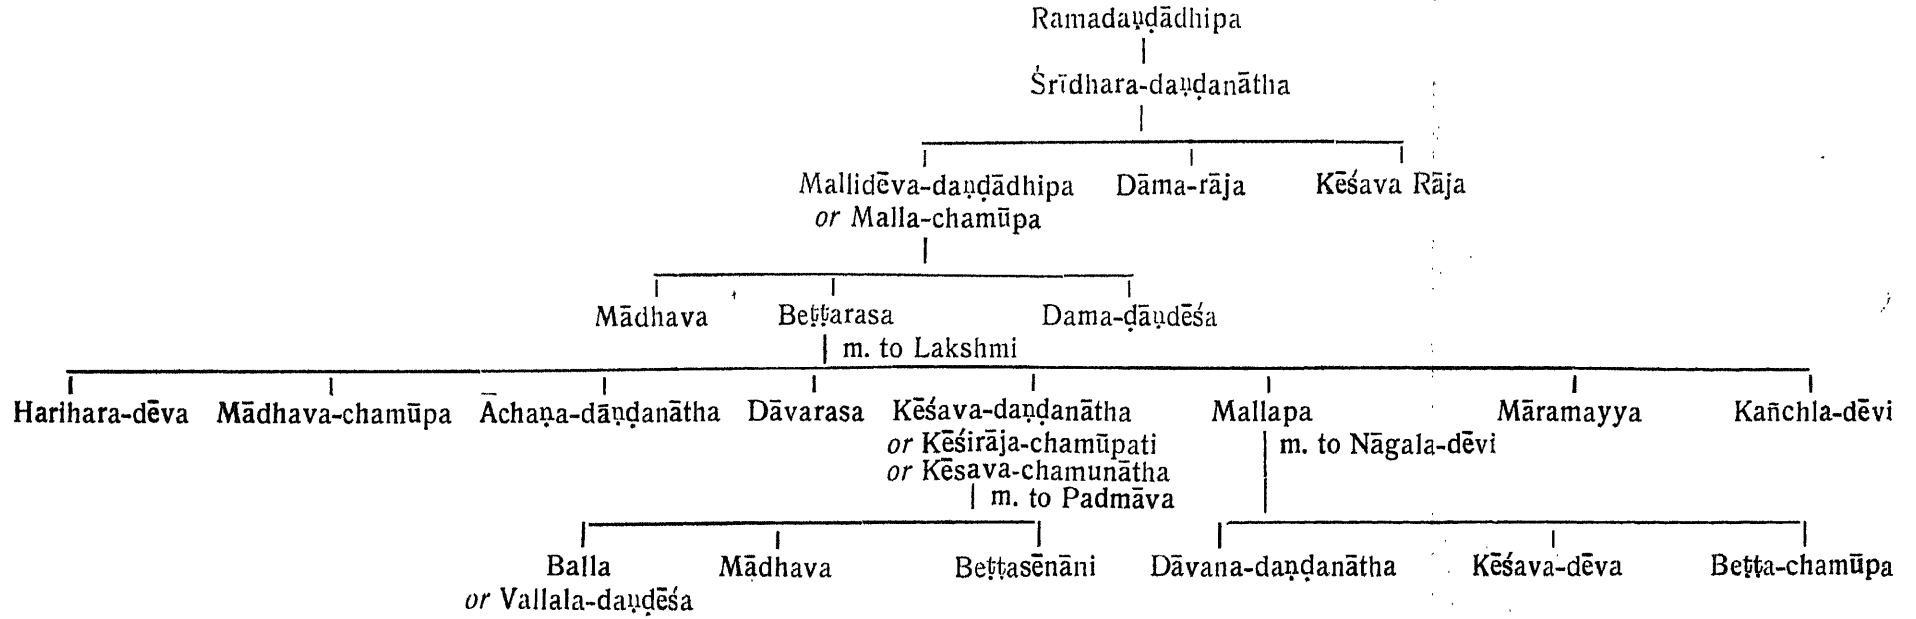 Ramadaṇḍādhipa
Śrīdhara-daṇḍanātha
Mallidēva-daṇḍādhipa Dāma-rāja Kēśava Rāja
or Malla-chamūpa
Mādhava Beṭṭarasa Dama-ḍāṇdēśa
m. to Lakshmi
Harihara-dēva Mādhava-chamūpa Āchaṇa-dāṇḍanātha Dāvarasa Kēśava-daṇḍanātha Mallapa Māramayya Kañchla-dēvi
or Kēśirāja-chamūpati m. to Nāgala-dēvi
or Kēsava-chamunātha
m. to Padmāva
Balla Mādhava Beṭṭasēnāni Dāvana-daṇḍanātha Kēśava-dēva Beṭṭa-chamūpa
or Vallala-daṇḍēśa